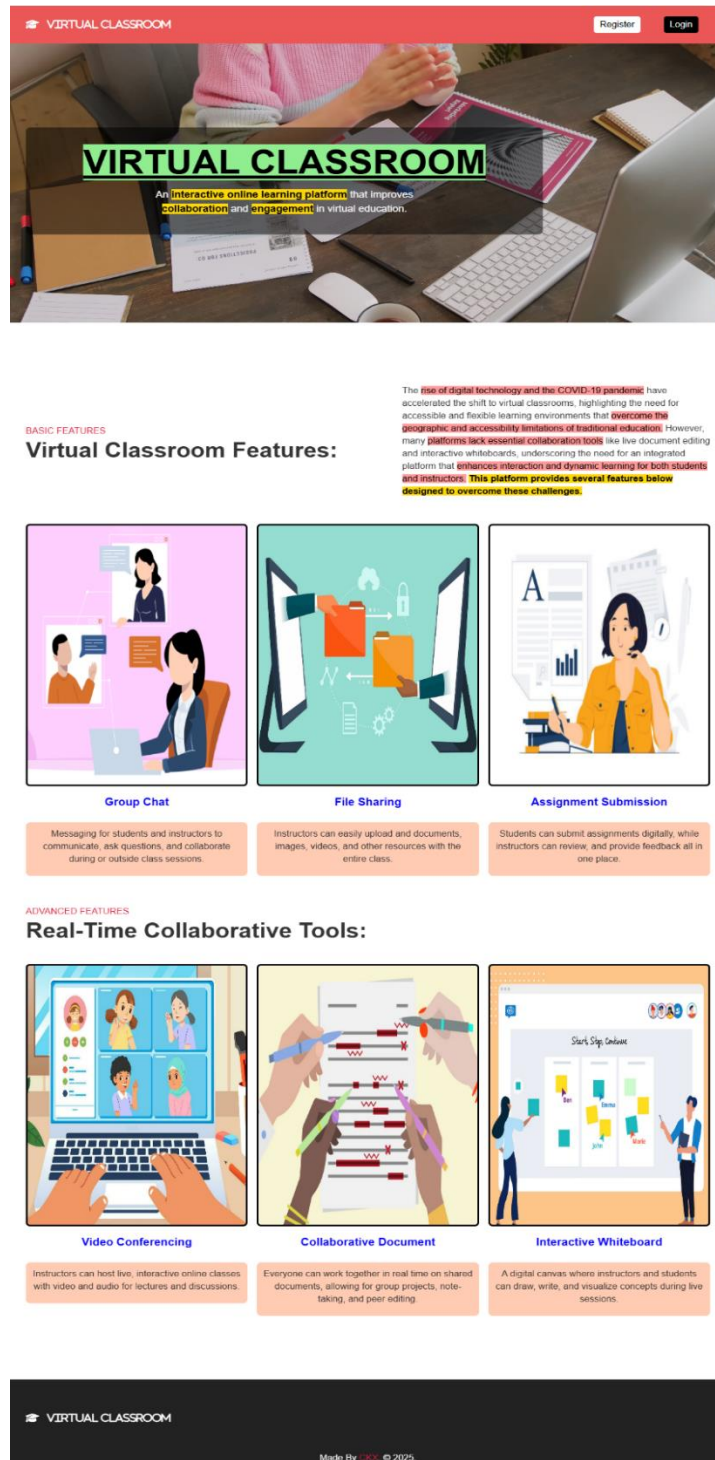 VIRTUAL CLASSROOM
Register
Login
VIRTUAL CLASSROOM
An interactive online learning platform that improves
collaboration and engagement in virtual education.
The rise of digital technology and the COVID-19 pandemic have
accelerated the shift to virtual classrooms, highlighting the need for
accessible and flexible learning environments that overcome the
geographic and accessibility limitations of traditional education. However,
many platforms lack essential collaboration tools like live document editing
and interactive whiteboards, underscoring the need for an integrated
platform that enhances interaction and dynamic learning for both students
and instructors. This platform provides several features below
designed to overcome these challenges.
BASIC FEATURES
Virtual Classroom Features:
A
Group Chat
File Sharing
Assignment Submission
Messaging for students and instructors to
communicate, ask questions, and collaborate
during or outside class sessions.
Instructors can easily upload and documents,
images, videos, and other resources with the
entire class.
Students can submit assignments digitally, while
instructors can review, and provide feedback all in
one place.
ADVANCED FEATURES
Real-Time Collaborative Tools:
Start, Stop, Continue
Ben
Emma
John
Video Conferencing
Collaborative Document
Interactive Whiteboard
Instructors can host live, interactive online classes
with video and audio for lectures and discussions.
Everyone can work together in real time on shared
documents, allowing for group projects, note-
taking, and peer editing.
A digital canvas where instructors and students
can draw, write, and visualize concepts during live
sessions.
VIRTUAL CLASSROOM
Made By © 2025